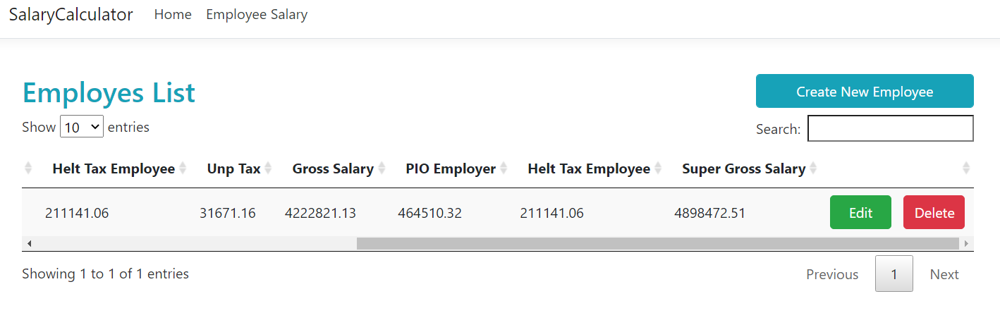 SalaryCalculator Home Employee Salary
Employes List Create New Employee
Show 10 entries Search:
Helt Tax Employee Unp Tax Gross Salary PIO Employer Helt Tax Employee Super Gross Salary
211141.06 31671.16 4222821.13 464510.32 211141.06 4898472.51 Edit Delete
Showing 1 to 1 of 1 entries Previous 1 Next